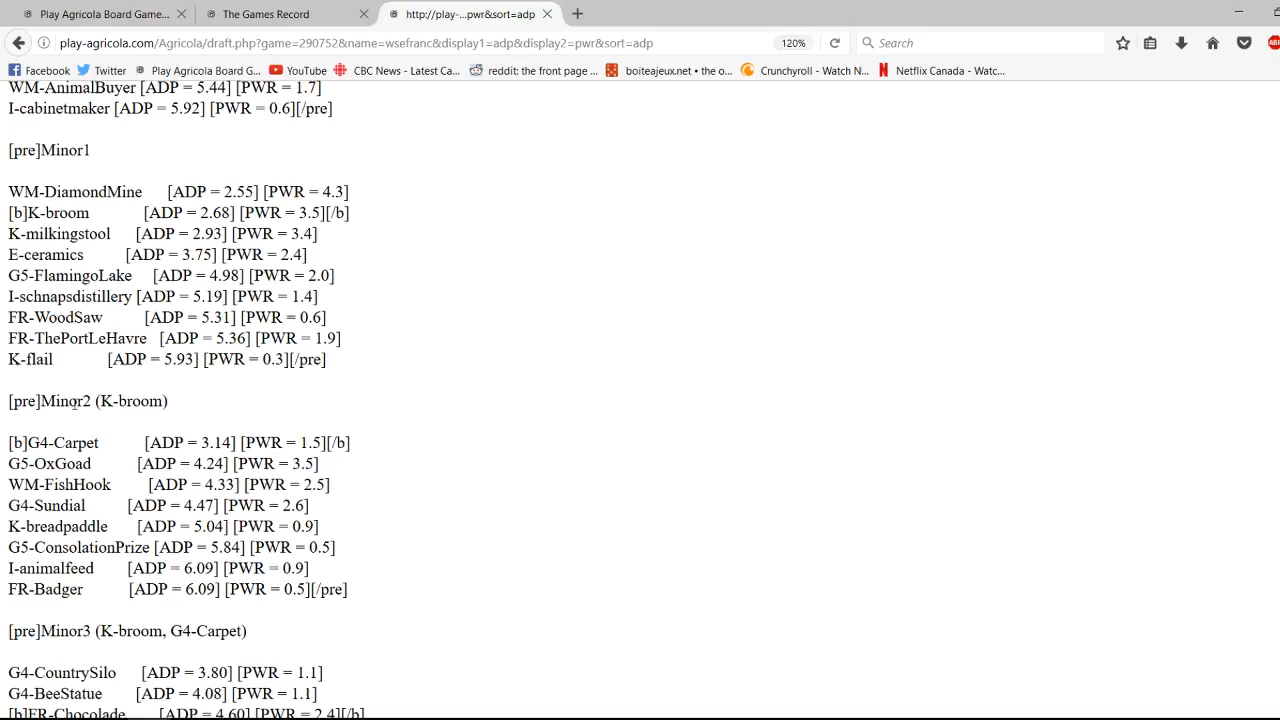 Play Agricola Board Game...
The Games Record
http://play-...pwr&sort=adp
play-agricola.com/Agricola/draft.php?game=290752&name=wsefranc&display1=adp&display2=pwr&sort=adp
120%
Search
ABP
Facebook
Twitter
Play Agricola Board G...
YouTube
CBC News - Latest Ca...
reddit: the front page ...
boiteajeux.net • the o...
Crunchyroll - Watch N...
Netflix Canada - Watc...
WM-AnimalBuyer [ADP = 5.44] [PWR = 1.7]
I-cabinetmaker [ADP = 5.92] [PWR = 0.6][/pre]
[pre]Minor1
WM-DiamondMine [ADP = 2.55] [PWR = 4.3]
[b]K-broom [ADP = 2.68] [PWR = 3.5][/b]
K-milkingstool [ADP = 2.93] [PWR = 3.4]
E-ceramics [ADP = 3.75] [PWR = 2.4]
G5-FlamingoLake [ADP = 4.98] [PWR = 2.0]
I-schnapsdistillery [ADP = 5.19] [PWR = 1.4]
FR-WoodSaw [ADP = 5.31] [PWR = 0.6]
FR-ThePortLeHavre [ADP = 5.36] [PWR = 1.9]
K-flail [ADP = 5.93] [PWR = 0.3][/pre]
[pre]Minor2 (K-broom)
[b]G4-Carpet [ADP = 3.14] [PWR = 1.5][/b]
G5-OxGoad [ADP = 4.24] [PWR = 3.5]
WM-FishHook [ADP = 4.33] [PWR = 2.5]
G4-Sundial [ADP = 4.47] [PWR = 2.6]
K-breadpaddle [ADP = 5.04] [PWR = 0.9]
G5-ConsolationPrize [ADP = 5.84] [PWR = 0.5]
I-animalfeed [ADP = 6.09] [PWR = 0.9]
FR-Badger [ADP = 6.09] [PWR = 0.5][/pre]
[pre]Minor3 (K-broom, G4-Carpet)
G4-CountrySilo [ADP = 3.80] [PWR = 1.1]
G4-BeeStatue [ADP = 4.08] [PWR = 1.1]
[b]FR-Chocolade [ADP = 4.60] [PWR = 2.4][/b]